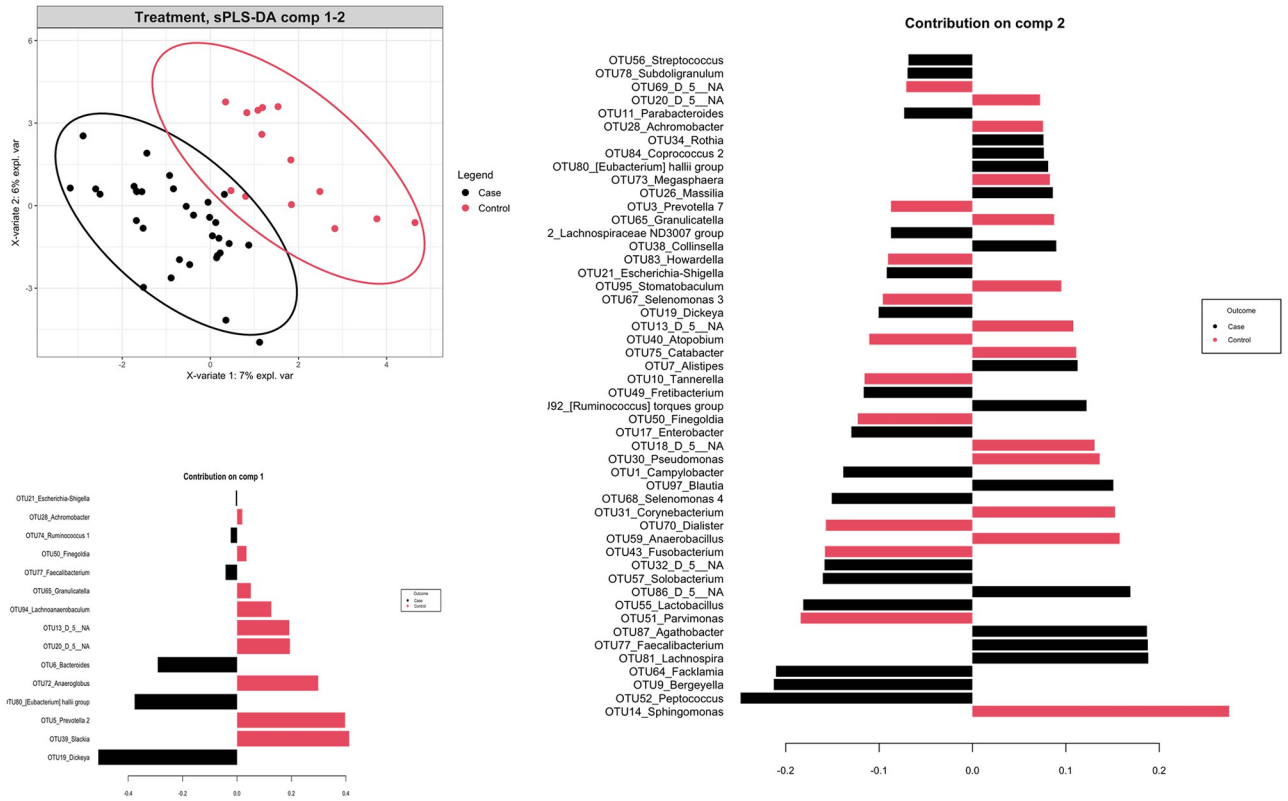 Treatment, sPLS-DA comp 1-2
6
3
0
-3
-2
0
2
4
X-variate 2: 6% expl. var
X-variate 1: 7% expl. var
Legend
Case
Control
Contribution on comp 1
OTU21_Escherichia-Shigella
OTU28_Achromobacter
OTU74_Ruminococcus 1
OTU50_Finegoldia
OTU77_Faecalibacterium
OTU65_Granulicatella
OTU94_Lachnoanaerobaculum
OTU13_D_5__NA
OTU20_D_5__NA
OTU6_Bacteroides
OTU72_Anaeroglobus
ITU80_[Eubacterium] hallii group
OTU5_Prevotella 2
OTU39_Slackia
OTU19_Dickeya
-0.4
-0.2
0.0
0.2
0.4
Outcome
Case
Control
Contribution on comp 2
OTU56_Streptococcus
OTU78_Subdoligranulum
OTU69_D_5__NA
OTU20_D_5__NA
OTU11_Parabacteroides
OTU28_Achromobacter
OTU34_Rothia
OTU84_Coprococcus 2
OTU80_[Eubacterium] hallii group
OTU73_Megasphaera
OTU26_Massilia
OTU3_Prevotella 7
OTU65_Granulicatella
2_Lachnospiraceae ND3007 group
OTU38_Collinsella
OTU83_Howardella
OTU21_Escherichia-Shigella
OTU95_Stomatobaculum
OTU67_Selenomonas 3
OTU19_Dickeya
OTU13_D_5__NA
OTU40_Atopobium
OTU75_Catabacter
OTU7_Alistipes
OTU10_Tannerella
OTU49_Fretibacterium
J92_[Ruminococcus] torques group
OTU50_Finegoldia
OTU17_Enterobacter
OTU18_D_5__NA
OTU30_Pseudomonas
OTU1_Campylobacter
OTU97_Blautia
OTU68_Selenomonas 4
OTU31_Corynebacterium
OTU70_Dialister
OTU59_Anaerobacillus
OTU43_Fusobacterium
OTU32_D_5__NA
OTU57_Solobacterium
OTU86_D_5__NA
OTU55_Lactobacillus
OTU51_Parvimonas
OTU87_Agathobacter
OTU77_Faecalibacterium
OTU81_Lachnospira
OTU64_Facklamia
OTU9_Bergeyella
OTU52_Peptococcus
OTU14_Sphingomonas
-0.2
-0.1
0.0
0.1
0.2
Outcome
Case
Control